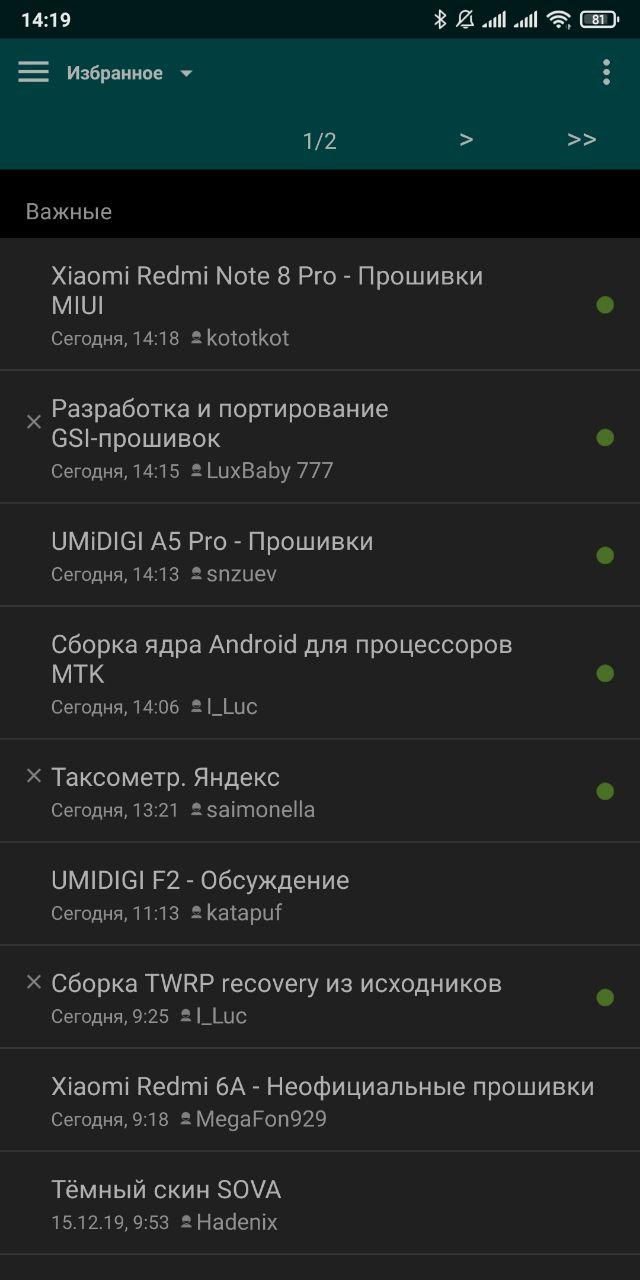 14:19
81
Избранное
1/2 > >>
Важные
Xiaomi Redmi Note 8 Pro - Прошивки
MIUI
Сегодня, 14:18 kototkot
Разработка и портирование
GSI-прошивок
Сегодня, 14:15 LuxBaby 777
UMiDIGI A5 Pro - Прошивки
Сегодня, 14:13 snzuev
Сборка ядра Android для процессоров
МТК
Сегодня, 14:06 l_Luc
Таксометр. Яндекс
Сегодня, 13:21 saimonella
UMIDIGI F2 - Обсуждение
Сегодня, 11:13 katapuf
Сборка TWRP recovery из исходников
Сегодня, 9:25 l_Luc
Xiaomi Redmi 6A - Неофициальные прошивки
Сегодня, 9:18 MegaFon929
Тёмный скин SOVA
15.12.19, 9:53 Hadenix